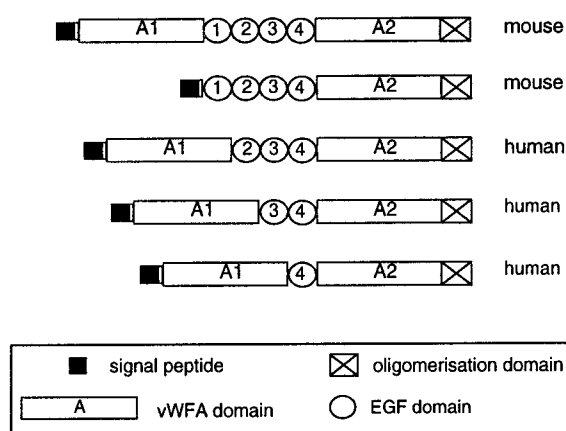 A1 1 2 3 4 A2 mouse
1 2 3 4 A2 mouse
A1 2 3 4 A2 human
A1 3 4 A2 human
A1 4 A2 human
signal peptide oligomerisation domain
A vWFA domain EGF domain